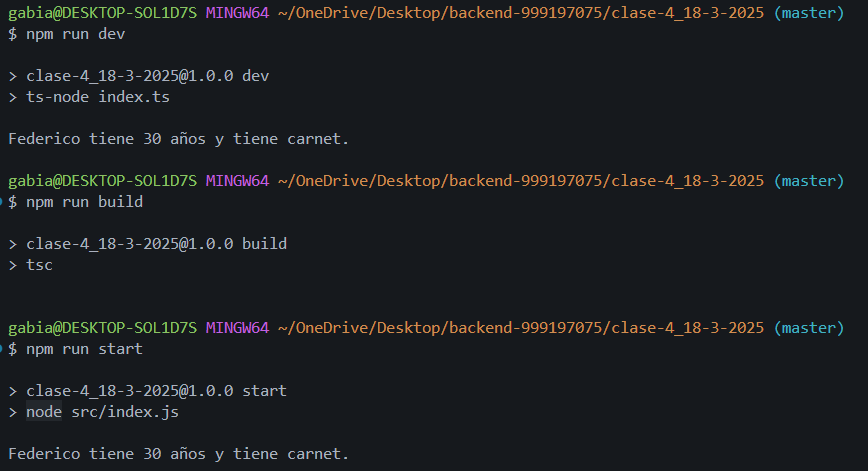 gabia@DESKTOP-SOL1D7S MINGW64 ~/OneDrive/Desktop/backend-999197075/clase-4_18-3-2025 (master)
$ npm run dev
> clase-4_18-3-2025@1.0.0 dev
> ts-node index.ts
Federico tiene 30 años y tiene carnet.
gabia@DESKTOP-SOL1D7S MINGW64 ~/OneDrive/Desktop/backend-999197075/clase-4_18-3-2025 (master)
$ npm run build
> clase-4_18-3-2025@1.0.0 build
> tsc
gabia@DESKTOP-SOL1D7S MINGW64 ~/OneDrive/Desktop/backend-999197075/clase-4_18-3-2025 (master)
$ npm run start
> clase-4_18-3-2025@1.0.0 start
> node src/index.js
Federico tiene 30 años y tiene carnet.